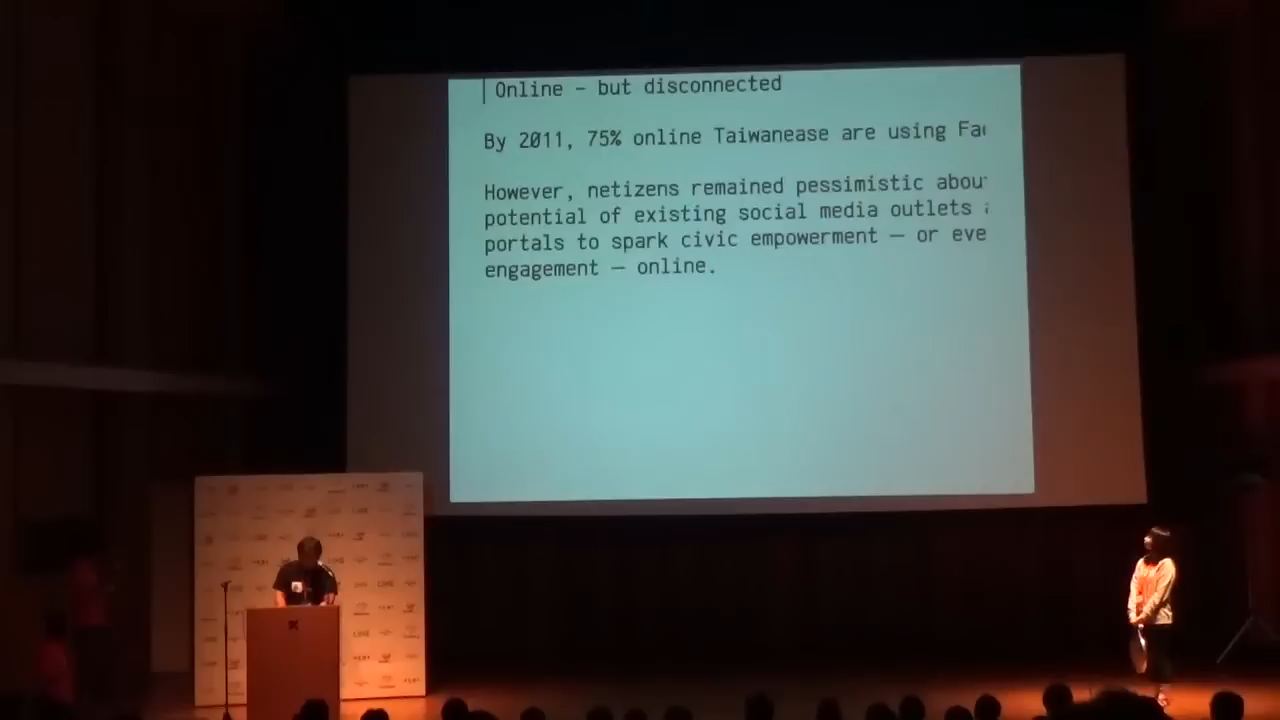 Online – but disconnected
By 2011, 75% online Taiwanease are using
However, netizens remained pessimistic
potential of existing social media outlets
portals to spark civic empowerment — or
engagement — online.